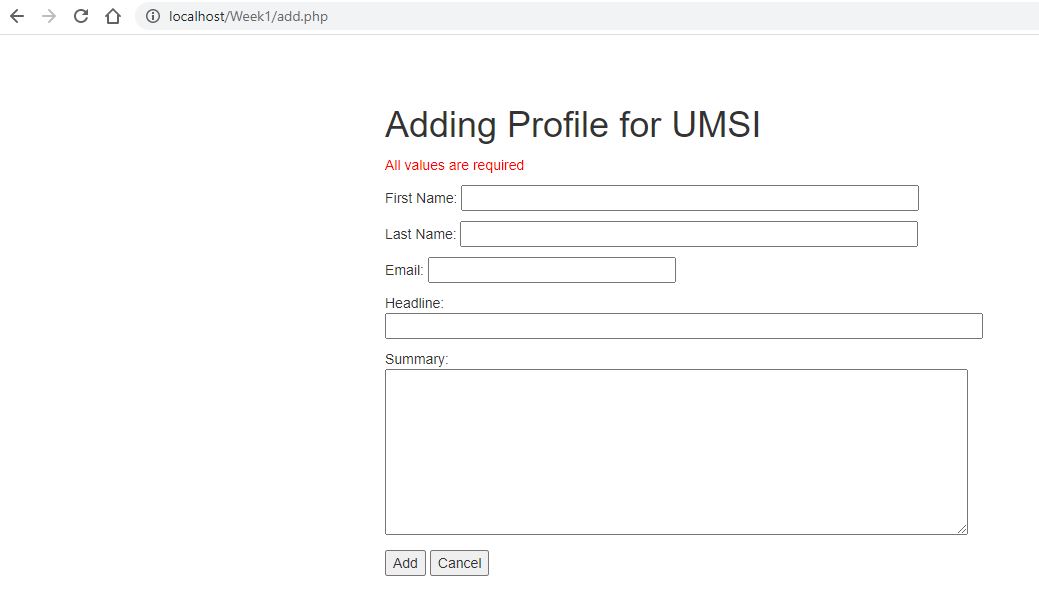 localhost/Week1/add.php
Adding Profile for UMSI
All values are required
First Name:
Last Name:
Email:
Headline:
Summary:
Add Cancel